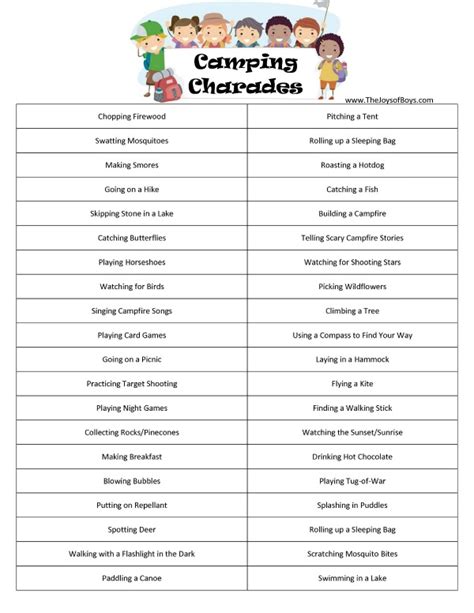 Camping
Charades
www.TheJoysofBoys.com
Chopping Firewood
Pitching a Tent
Swatting Mosquitoes
Rolling up a Sleeping Bag
Making Smores
Roasting a Hotdog
Going on a Hike
Catching a Fish
Skipping Stone in a Lake
Building a Campfire
Catching Butterflies
Telling Scary Campfire Stories
Playing Horseshoes
Watching for Shooting Stars
Watching for Birds
Picking Wildflowers
Singing Campfire Songs
Climbing a Tree
Playing Card Games
Using a Compass to Find Your Way
Going on a Picnic
Laying in a Hammock
Practicing Target Shooting
Flying a Kite
Playing Night Games
Finding a Walking Stick
Collecting Rocks/Pinecones
Watching the Sunset/Sunrise
Making Breakfast
Drinking Hot Chocolate
Blowing Bubbles
Playing Tug-of-War
Putting on Repellant
Splashing in Puddles
Spotting Deer
Rolling up a Sleeping Bag
Walking with a Flashlight in the Dark
Scratching Mosquito Bites
Paddling a Canoe
Swimming in a Lake